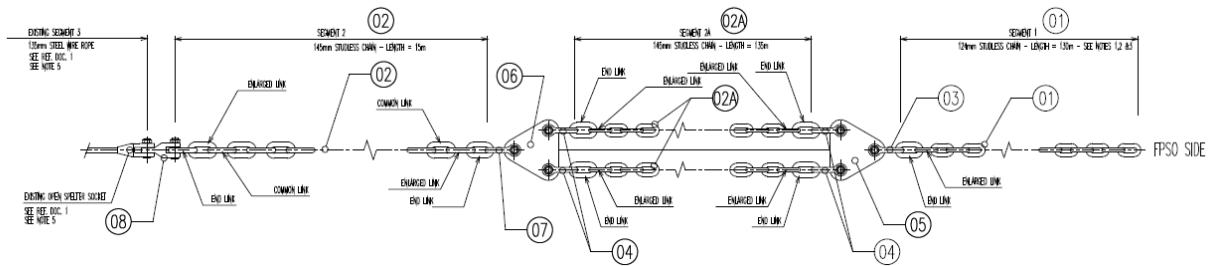 EXISTING SEGMENT 3
135mm STEEL WIRE ROPE
SEE REF. DOC. 1
SEE NOTE 5
02
SEGMENT 2
145mm STUDLESS CHAIN - LENGTH = 15m
02A
SEGMENT 2A
145mm STUDLESS CHAIN - LENGTH = 135m
01
SEGMENT 1
124mm STUDLESS CHAIN - LENGTH = 130m - SEE NOTES 1,2 &3
ENLARGED LINK
02
COMMON LINK
06
END LINK
ENLARGED LINK
02A
ENLARGED LINK
END LINK
03
01
FPSO SIDE
EXISTING OPEN SPELTER SOCKET
SEE REF. DOC. 1
SEE NOTE 5
08
END LINK
COMMON LINK
ENLARGED LINK
END LINK
07
04
END LINK
ENLARGED LINK
ENLARGED LINK
END LINK
04
05
END LINK
ENLARGED LINK